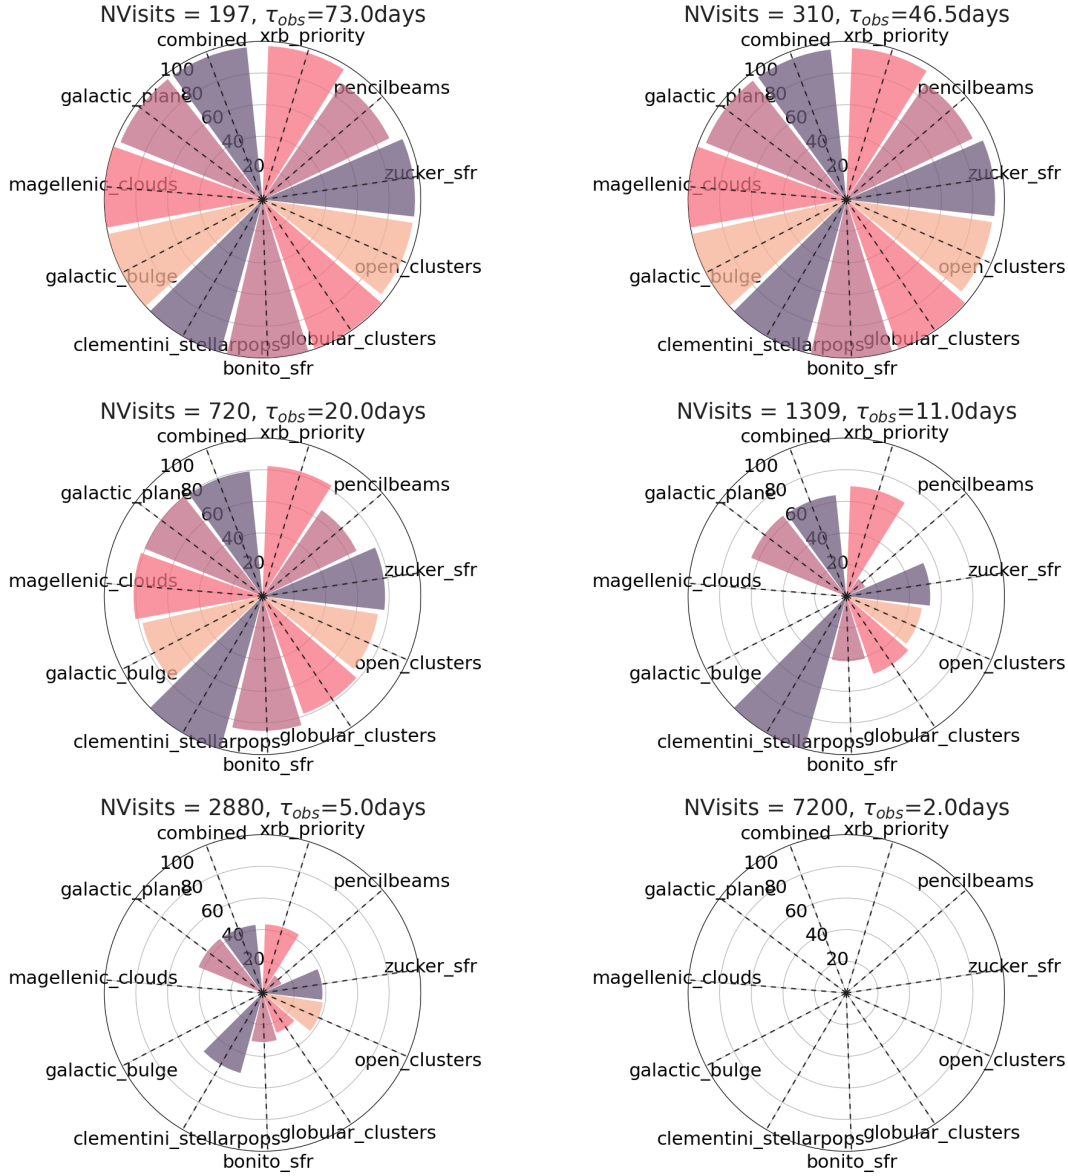 NVisits = 197, τobs=73.0days
combined xrb_priority
100
galactic_plane 80 pencilbeams
60
40
20
magellenic_clouds zucker_sfr
galactic_bulge open_clusters
clementini_stellarpops globular_clusters
bonito_sfr
NVisits = 310, τobs=46.5days
combined xrb_priority
100
galactic_plane 80 pencilbeams
60
40
20
magellenic_clouds zucker_sfr
galactic_bulge open_clusters
clementini_stellarpops globular_clusters
bonito_sfr
NVisits = 720, τobs=20.0days
combined xrb_priority
100
galactic_plane 80 pencilbeams
60
40
20
magellenic_clouds zucker_sfr
galactic_bulge open_clusters
clementini_stellarpops globular_clusters
bonito_sfr
NVisits = 1309, τobs=11.0days
combined xrb_priority
100
galactic_plane 80 pencilbeams
60
40
20
magellenic_clouds zucker_sfr
galactic_bulge open_clusters
clementini_stellarpops globular_clusters
bonito_sfr
NVisits = 2880, τobs=5.0days
combined xrb_priority
100
galactic_plane 80 pencilbeams
60
40
20
magellenic_clouds zucker_sfr
galactic_bulge open_clusters
clementini_stellarpops globular_clusters
bonito_sfr
NVisits = 7200, τobs=2.0days
combined xrb_priority
100
galactic_plane 80 pencilbeams
60
40
20
magellenic_clouds zucker_sfr
galactic_bulge open_clusters
clementini_stellarpops globular_clusters
bonito_sfr